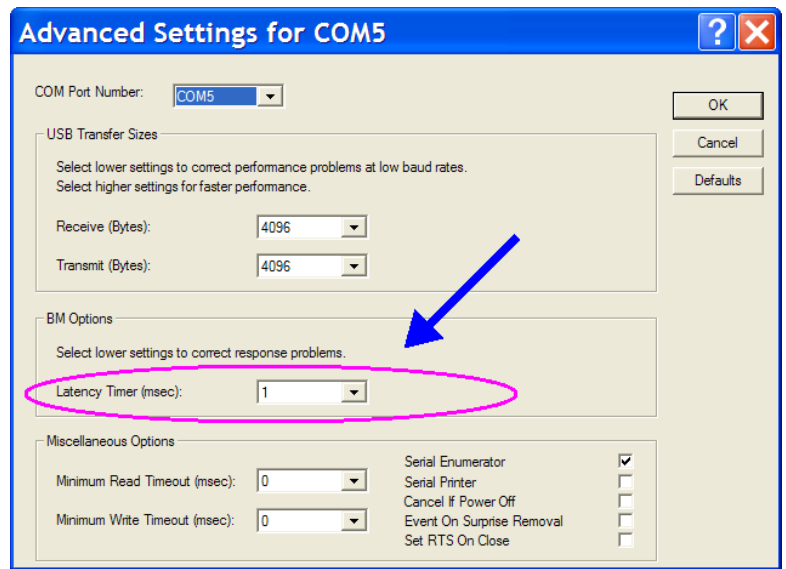 Advanced Settings for COM5
COM Port Number: COM5
OK
Cancel
Defaults
USB Transfer Sizes
Select lower settings to correct performance problems at low baud rates.
Select higher settings for faster performance.
Receive (Bytes): 4096
Transmit (Bytes): 4096
BM Options
Select lower settings to correct response problems.
Latency Timer (msec): 1
Miscellaneous Options
Minimum Read Timeout (msec): 0
Minimum Write Timeout (msec): 0
Serial Enumerator
Serial Printer
Cancel If Power Off
Event On Surprise Removal
Set RTS On Close